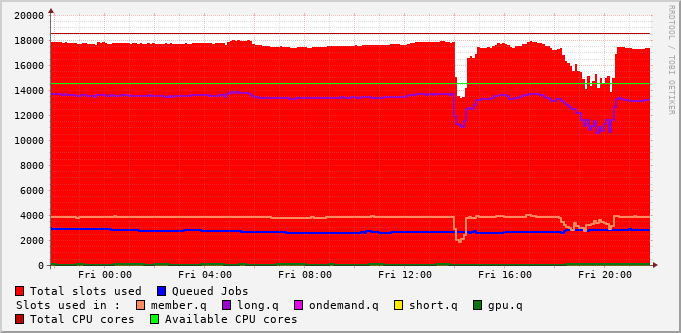 20000
18000
16000
14000
12000
10000
8000
6000
4000
2000
0
Fri 00:00 Fri 04:00 Fri 08:00 Fri 12:00 Fri 16:00 Fri 20:00
RRDTOOL / TOBI OETIKER
Total slots used Queued Jobs
Slots used in : member.q long.q ondemand.q short.q gpu.q
Total CPU cores Available CPU cores